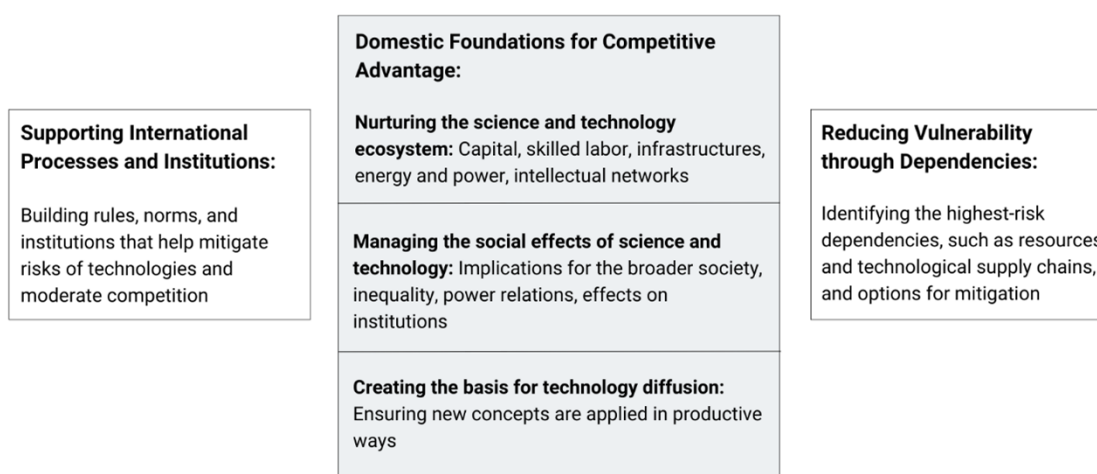 Supporting International
Processes and Institutions:
Building rules, norms, and
institutions that help mitigate
risks of technologies and
moderate competition
Domestic Foundations for Competitive
Advantage:
Nurturing the science and technology
ecosystem: Capital, skilled labor, infrastructures,
energy and power, intellectual networks
Managing the social effects of science and
technology: Implications for the broader society,
inequality, power relations, effects on
institutions
Creating the basis for technology diffusion:
Ensuring new concepts are applied in productive
ways
Reducing Vulnerability
through Dependencies:
Identifying the highest-risk
dependencies, such as resources
and technological supply chains,
and options for mitigation